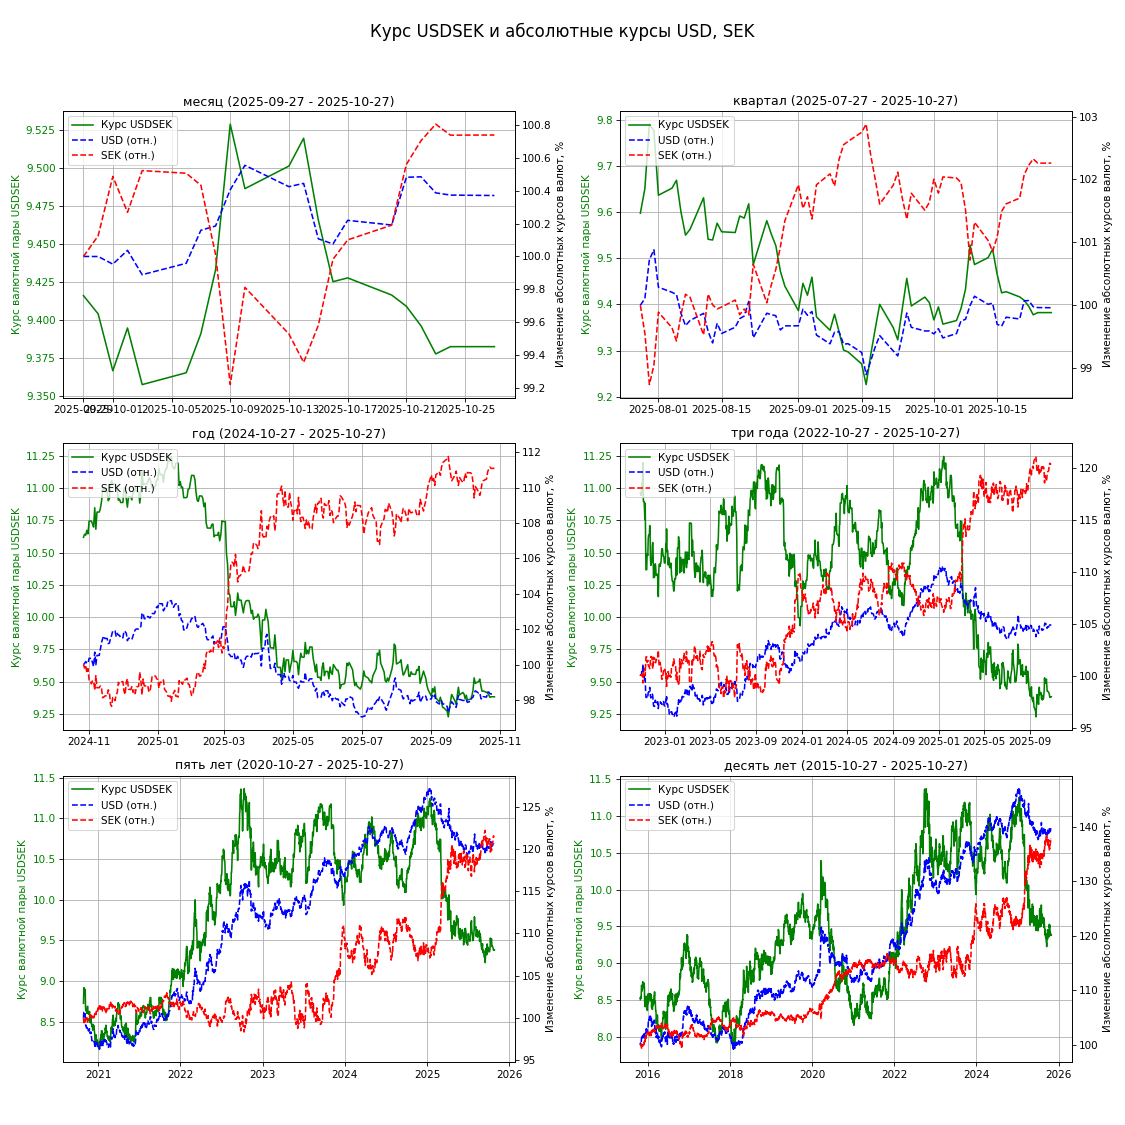 Курс USDSEK и абсолютные курсы USD, SEK
месяц (2025-09-27 - 2025-10-27)
Курс USDSEK
USD (отн.)
SEK (отн.)
Курс валютной пары USDSEK
9.525
9.500
9.475
9.450
9.425
9.400
9.375
9.350
100.8
100.6
100.4
100.2
100.0
99.8
99.6
99.4
99.2
Изменение абсолютных курсов валют, %
2025-09-29 2025-10-01 2025-10-05 2025-10-09 2025-10-13 2025-10-17 2025-10-21 2025-10-25
квартал (2025-07-27 - 2025-10-27)
Курс USDSEK
USD (отн.)
SEK (отн.)
Курс валютной пары USDSEK
9.8
9.7
9.6
9.5
9.4
9.3
9.2
103
102
101
100
99
Изменение абсолютных курсов валют, %
2025-08-01 2025-08-15 2025-09-01 2025-09-15 2025-10-01 2025-10-15
год (2024-10-27 - 2025-10-27)
Курс USDSEK
USD (отн.)
SEK (отн.)
Курс валютной пары USDSEK
11.25
11.00
10.75
10.50
10.25
10.00
9.75
9.50
9.25
112
110
108
106
104
102
100
98
Изменение абсолютных курсов валют, %
2024-11 2025-01 2025-03 2025-05 2025-07 2025-09 2025-11
три года (2022-10-27 - 2025-10-27)
Курс USDSEK
USD (отн.)
SEK (отн.)
Курс валютной пары USDSEK
11.25
11.00
10.75
10.50
10.25
10.00
9.75
9.50
9.25
120
115
110
105
100
95
Изменение абсолютных курсов валют, %
2023-01 2023-05 2023-09 2024-01 2024-05 2024-09 2025-01 2025-05 2025-09
пять лет (2020-10-27 - 2025-10-27)
Курс USDSEK
USD (отн.)
SEK (отн.)
Курс валютной пары USDSEK
11.5
11.0
10.5
10.0
9.5
9.0
8.5
125
120
115
110
105
100
95
Изменение абсолютных курсов валют, %
2021 2022 2023 2024 2025 2026
десять лет (2015-10-27 - 2025-10-27)
Курс USDSEK
USD (отн.)
SEK (отн.)
Курс валютной пары USDSEK
11.5
11.0
10.5
10.0
9.5
9.0
8.5
8.0
140
130
120
110
100
Изменение абсолютных курсов валют, %
2016 2018 2020 2022 2024 2026